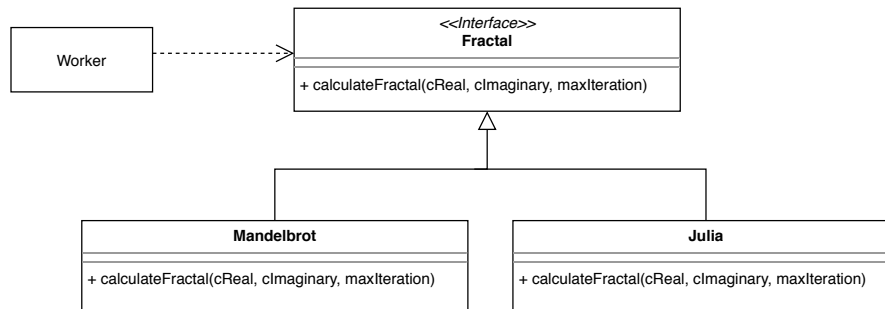 <<Interface>>
Fractal
Worker
+ calculateFractal(cReal, cImaginary, maxIteration)
Mandelbrot
+ calculateFractal(cReal, cImaginary, maxIteration)
Julia
+ calculateFractal(cReal, cImaginary, maxIteration)